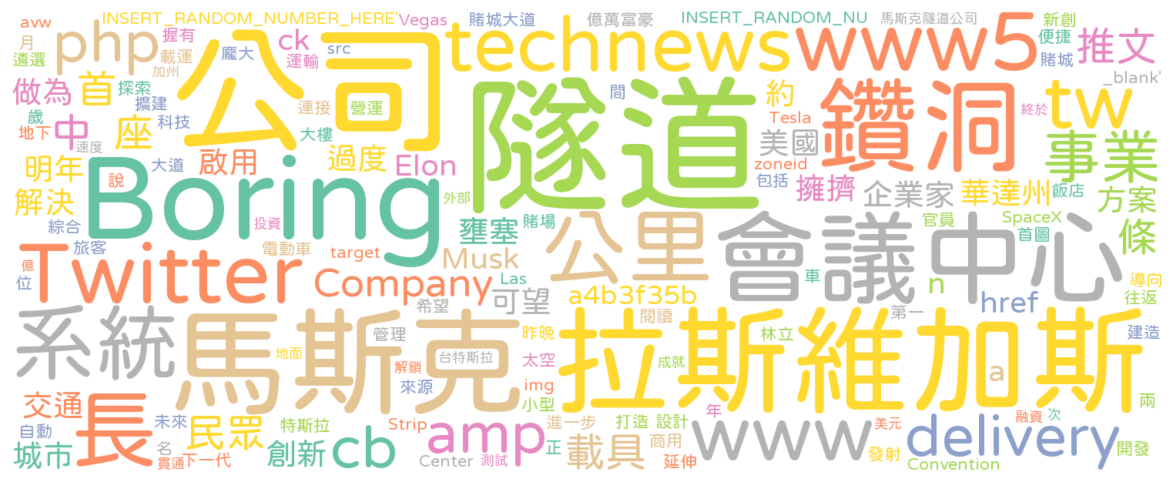 avw
INSERT_RANDOM_NUMBER_HERE'
Vegas
賭城大道
億萬富豪
INSERT_RANDOM_NU
馬斯克隧道公司
新創
月
php
握有
ck
technews
www5
便捷
推文
遴選
載運
龐大
運輸
src
賭城
加州
公司
_blank'
做為
首
探索
擴建
連接
營運
隧道
間
約
鑽洞
tw
歲
中
座
科技
大樓
Tesla
終於
地下
速度
美國
事業
明年
大道
啟用
過度
Elon
zoneid
說
Boring
包括
擁擠
企業家
華達州
飯店
方案
解決
外部
綜合
投資
壅塞
賭場
公里
會議中心
官員
SpaceX
條
旅客
電動車
target
Musk
首圖
億
Twitter
Company
Las
可望
a4b3f35b
車
n
href
導向
位
往返
系統
馬斯克
希望
閱讀
第一
管理
昨晚
拉斯維加斯
林立
建造
地面
台特斯拉
太空
成就
解鎖
a
來源
img
交通
長
小型
兩
未來
民眾
特斯拉
Strip
amp
進一步
打造
設計
年
www
美元
融資
次
自動
delivery
城市
名
貫通
下一代
創新
cb
Center
測試
正
載具
商用
延伸
發射
Convention
開發